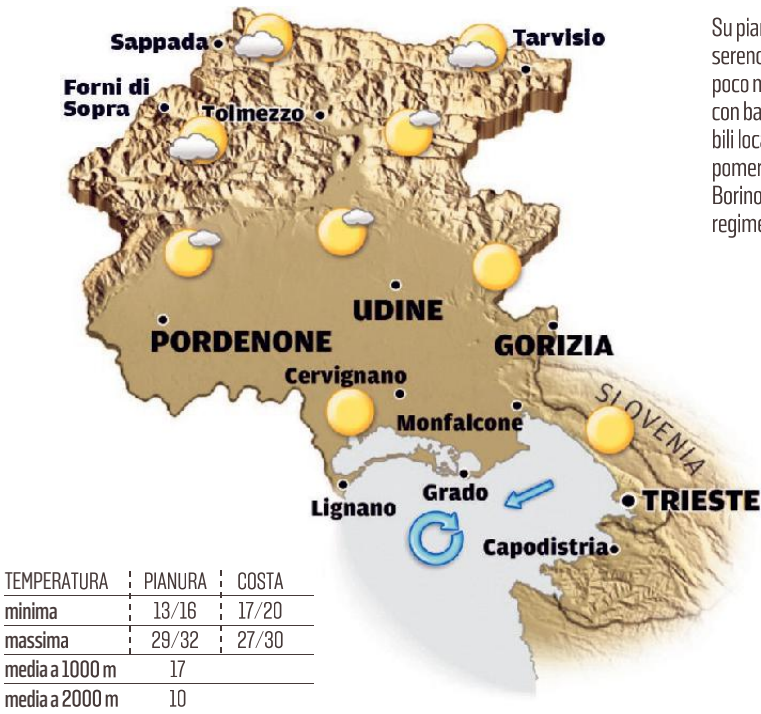 Sappada
Tarvisio
Forni di
Sopra
Tolmezzo
UDINE
PORDENONE
GORIZIA
Cervignano
SLOVENIA
Monfalcone
Lignano
Grado
TRIESTE
Capodistria
TEMPERATURA PIANURA COSTA
minima 13/16 17/20
massima 29/32 27/30
media a 1000 m 17
media a 2000 m 10
Su pian
seren
poco
con ba
bili loca
pomer
Borino
regime